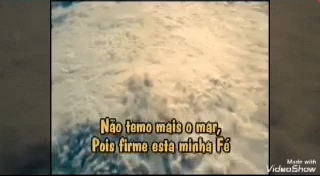 Não temo mais o mar,
Pois firme esta minha Fé
Made with
VideoShow